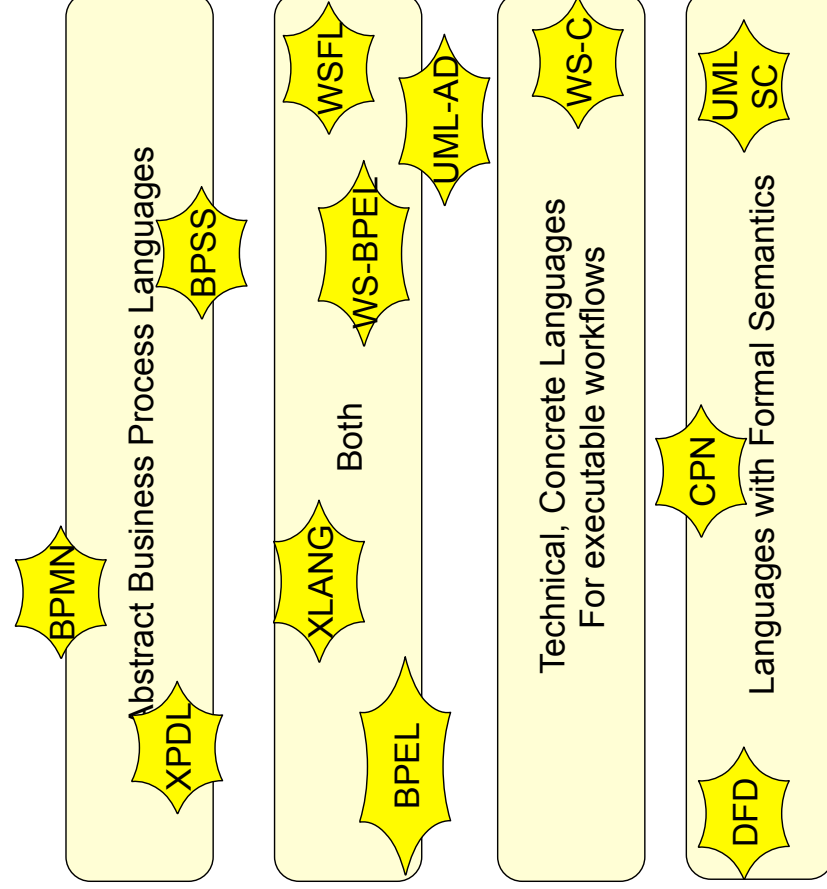 BPMN
Abstract Business Process Languages
XPDL
BPSS
XLANG
WSFL
Both
WS-BPEL
BPEL
UML-AD
Technical, Concrete Languages
For executable workflows
WS-C
CPN
UML
SC
DFD
Languages with Formal Semantics